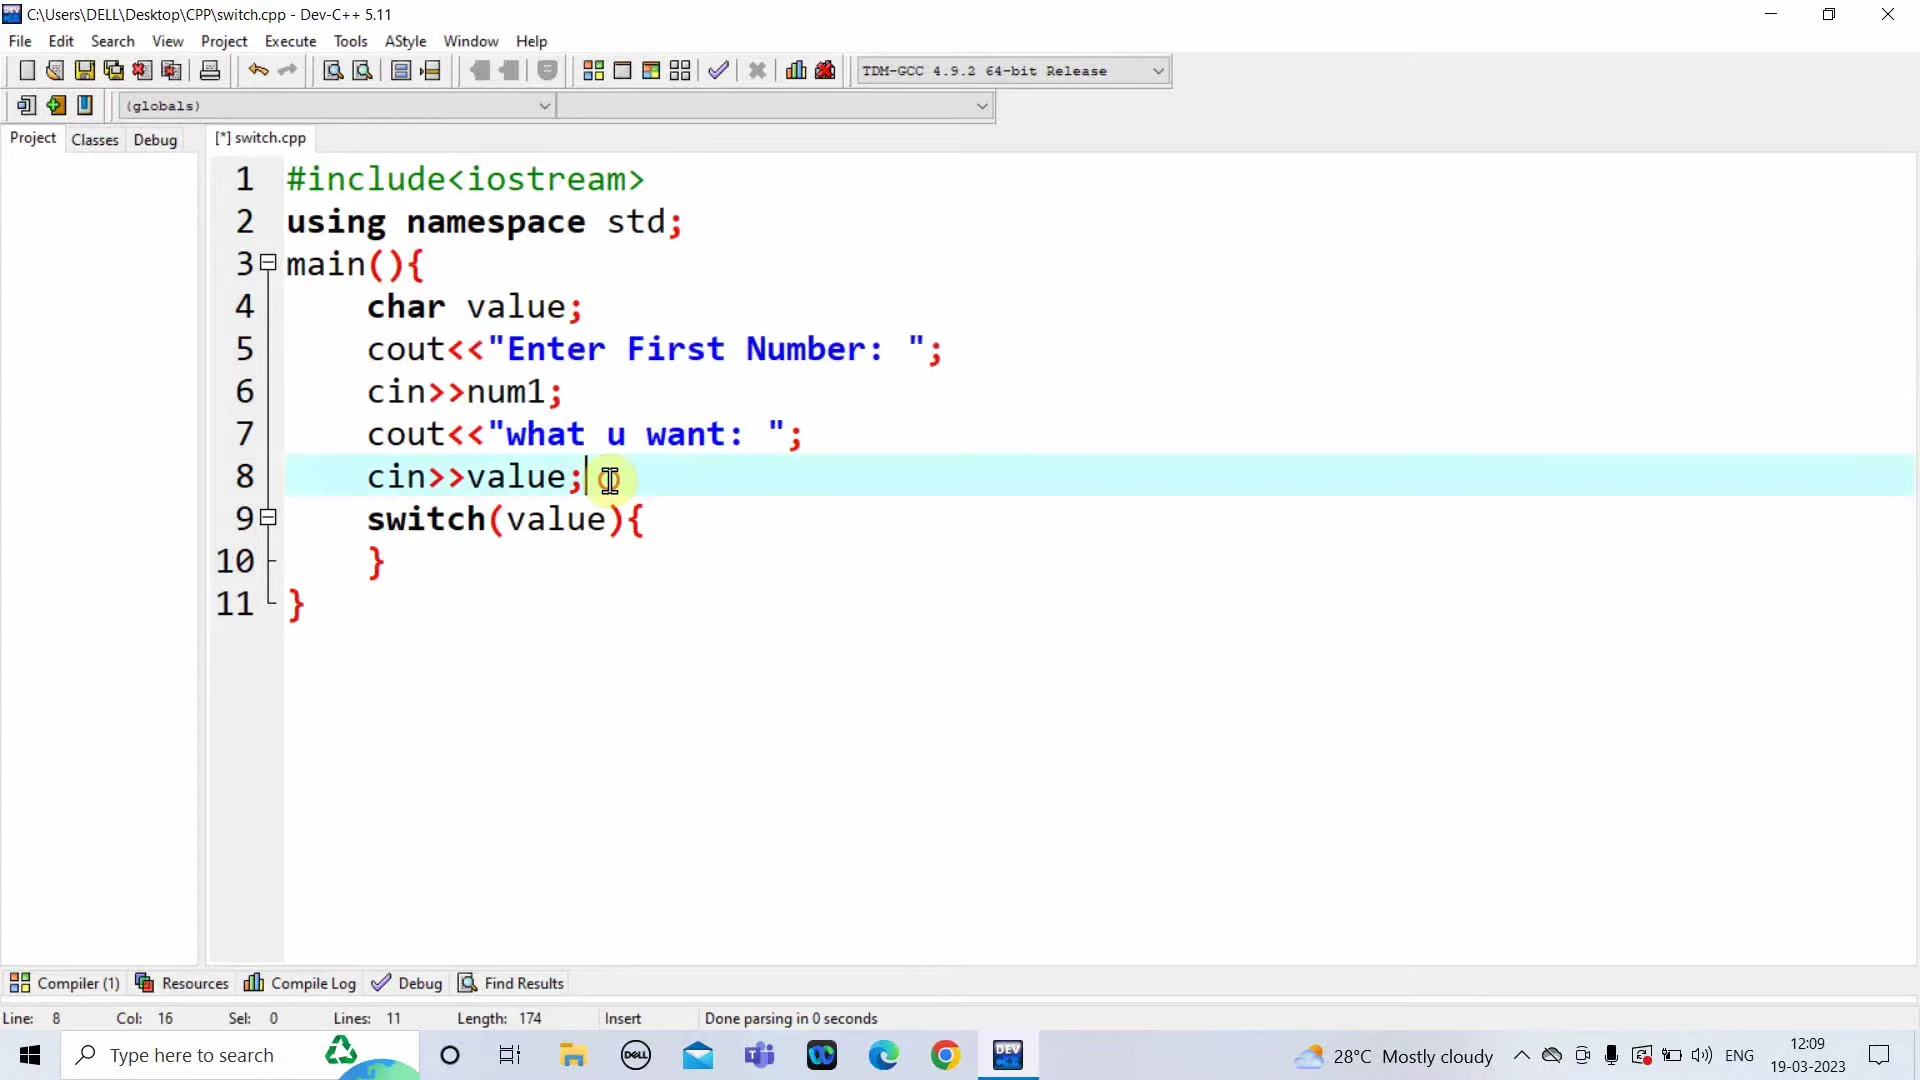 C:\Users\DELL\Desktop\CPP\switch.cpp - Dev-C++ 5.11
File Edit Search View Project Execute Tools AStyle Window Help
TDM-GCC 4.9.2 64-bit Release
(globals)
Project Classes Debug [*] switch.cpp
1 #include<iostream>
2 using namespace std;
3 main(){
4 char value;
5 cout<<"Enter First Number: ";
6 cin>>num1;
7 cout<<"what u want: ";
8 cin>>value;
9 switch(value){
10 }
11 }
Compiler (1) Resources Compile Log Debug Find Results
Line: 8 Col: 16 Sel: 0 Lines: 11 Length: 174 Insert Done parsing in 0 seconds
Type here to search DELL DEV 28°C Mostly cloudy ENG 12:09
19-03-2023